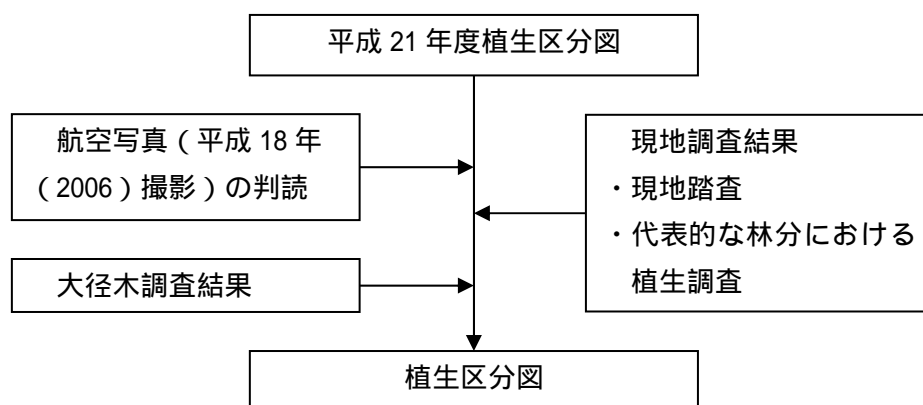 平成 21 年度植生区分図
航空写真（平成 18 年
（2006）撮影）の判読
現地調査結果
・現地踏査
・代表的な林分における
植生調査
大径木調査結果
植生区分図